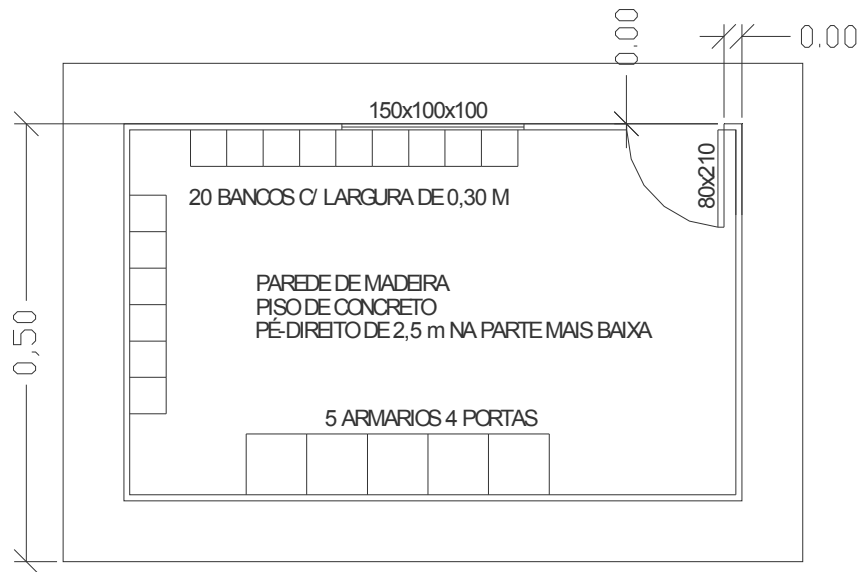 0.00
0.00
150x100x100
80x210
20 BANCOS C/ LARGURA DE 0,30 M
PAREDE DE MADEIRA
PISO DE CONCRETO
PÉ-DIREITO DE 2,5 m NA PARTE MAIS BAIXA
0,50
5 ARMARIOS 4 PORTAS